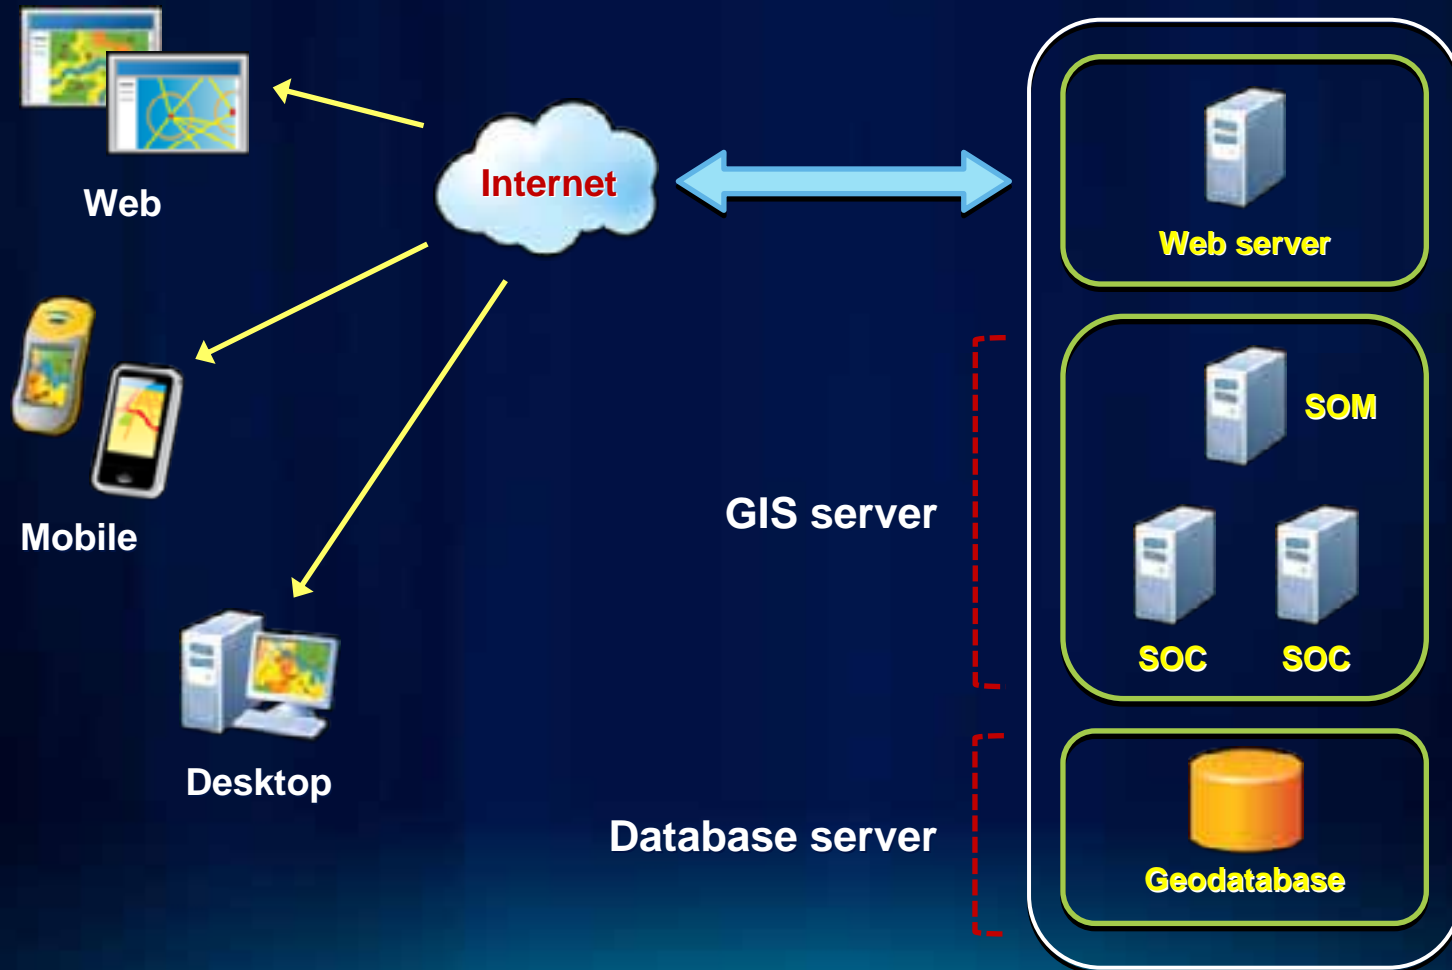 Web
Internet
Web server
Mobile
SOM
GIS server
SOC
SOC
Desktop
Database server
Geodatabase